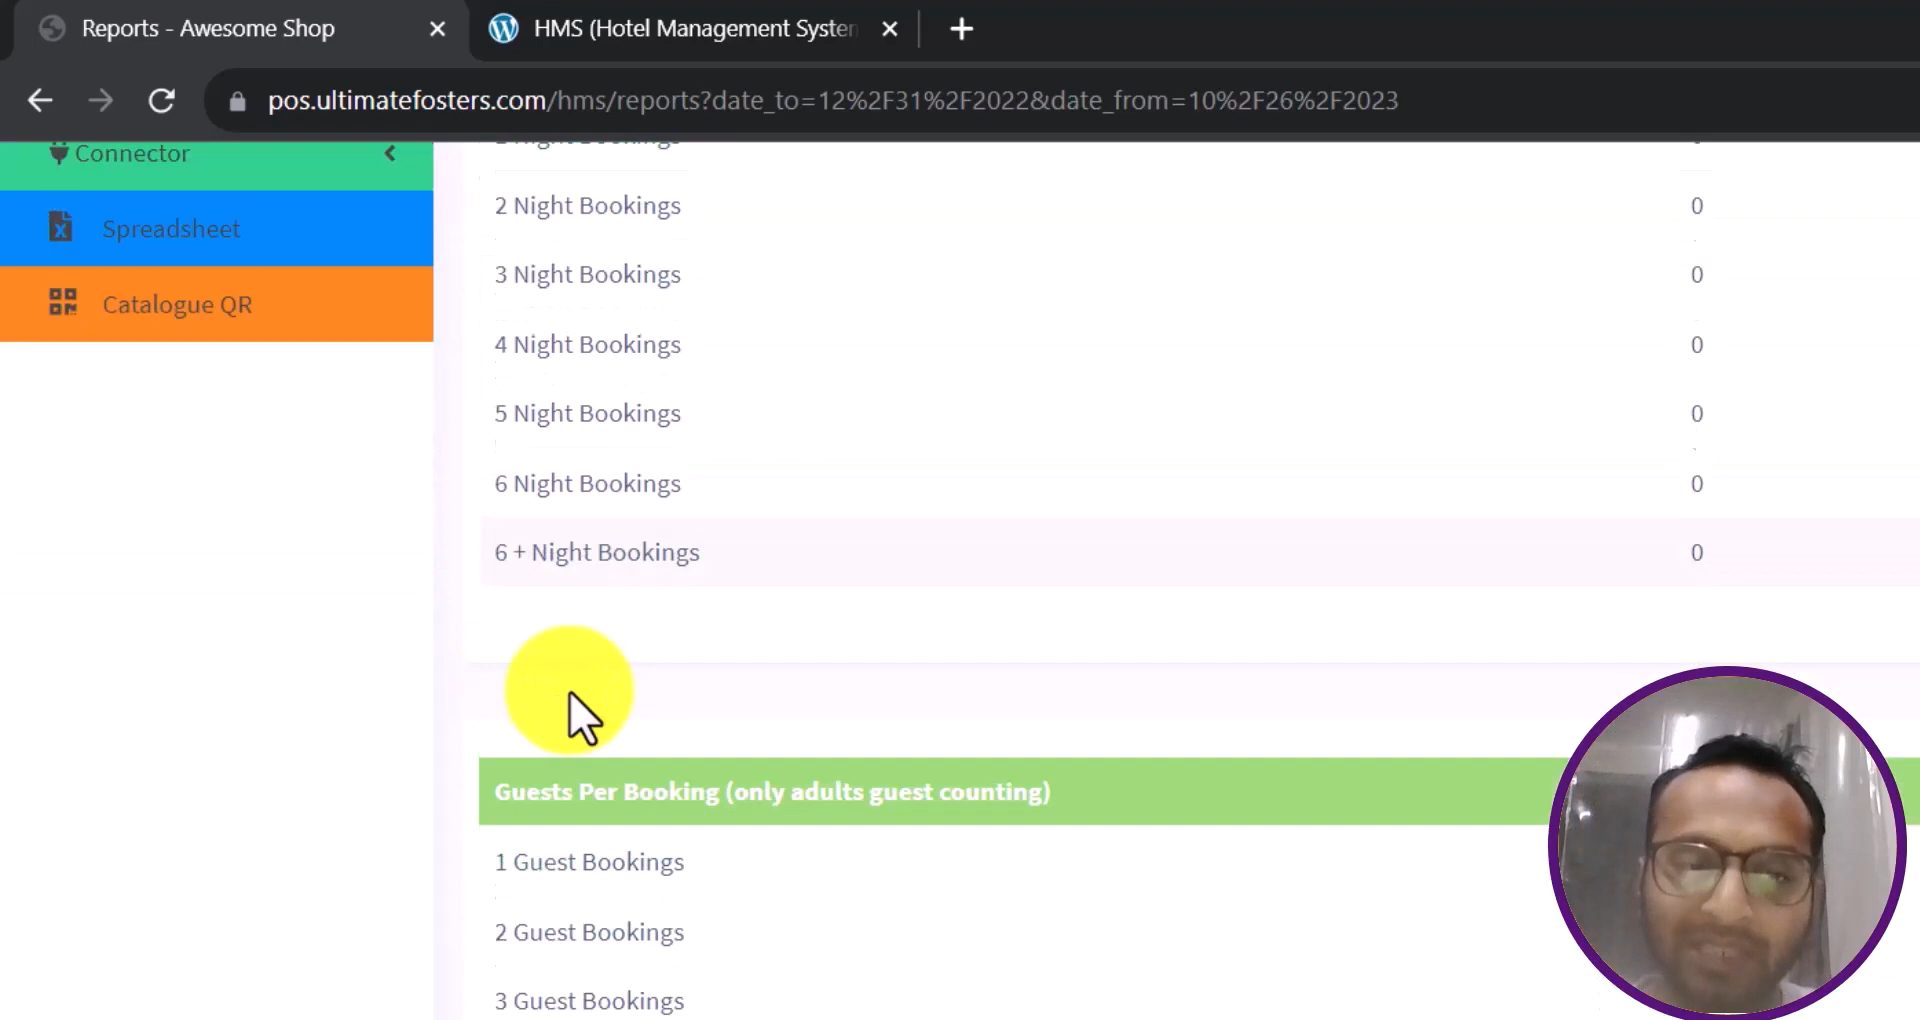 Reports - Awesome Shop
HMS (Hotel Management System
pos.ultimatefosters.com/hms/reports?date_to=12%2F31%2F2022&date_from=10%2F26%2F2023
Connector
Spreadsheet
Catalogue QR
2 Night Bookings 0
3 Night Bookings 0
4 Night Bookings 0
5 Night Bookings 0
6 Night Bookings 0
6 + Night Bookings 0
Guests Per Booking (only adults guest counting)
1 Guest Bookings
2 Guest Bookings
3 Guest Bookings